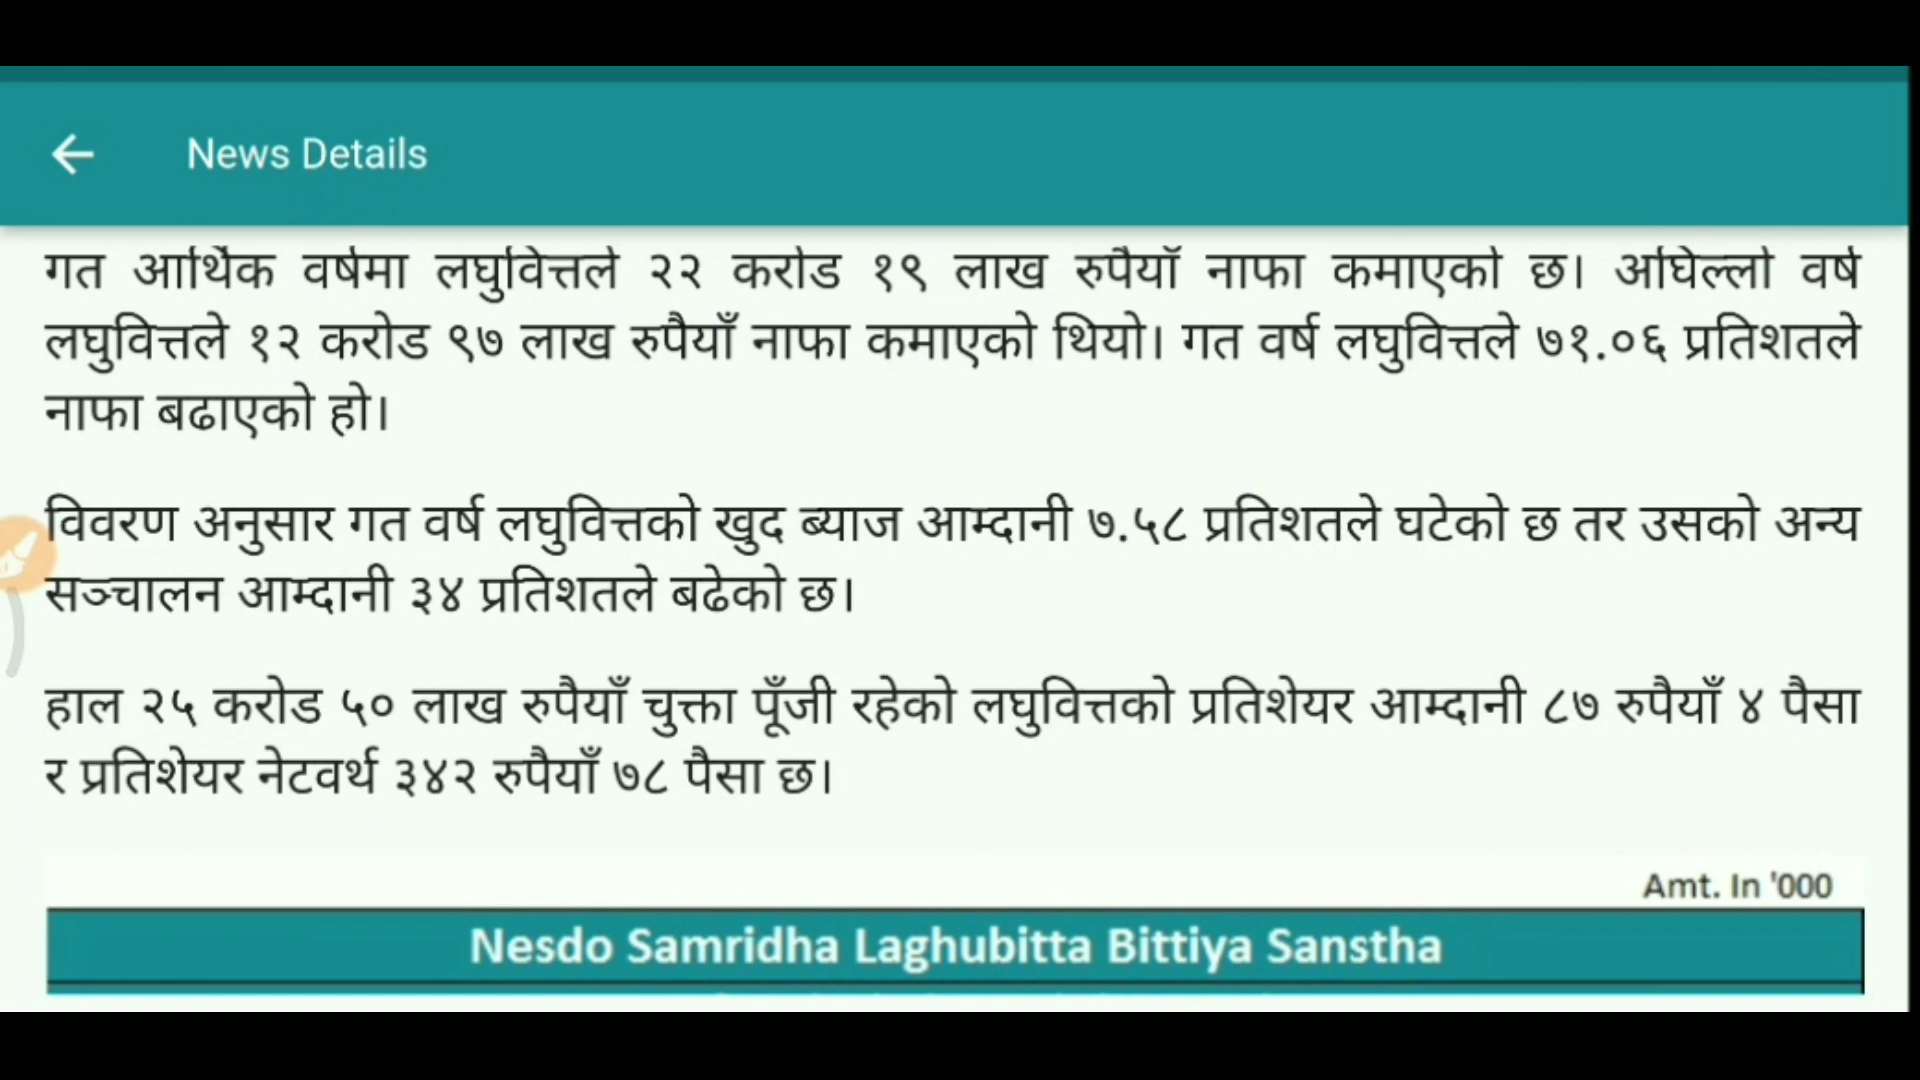 News Details
गत आर्थिक वर्षमा लघुवित्तले २२ करोड १९ लाख रुपैयाँ नाफा कमाएको छ। अघिल्लो वर्ष
लघुवित्तले १२ करोड ९७ लाख रुपैयाँ नाफा कमाएको थियो। गत वर्ष लघुवित्तले ७१.०६ प्रतिशतले
नाफा बढाएको हो।
विवरण अनुसार गत वर्ष लघुवित्तको खुद ब्याज आम्दानी ७.५८ प्रतिशतले घटेको छ तर उसको अन्य
सञ्चालन आम्दानी ३४ प्रतिशतले बढेको छ।
हाल २५ करोड ५० लाख रुपैयाँ चुक्ता पूँजी रहेको लघुवित्तको प्रतिशेयर आम्दानी ८७ रुपैयाँ ४ पैसा
र प्रतिशेयर नेटवर्थ ३४२ रुपैयाँ ७८ पैसा छ।
Amt. In '000
Nesdo Samridha Laghubitta Bittiya Sanstha